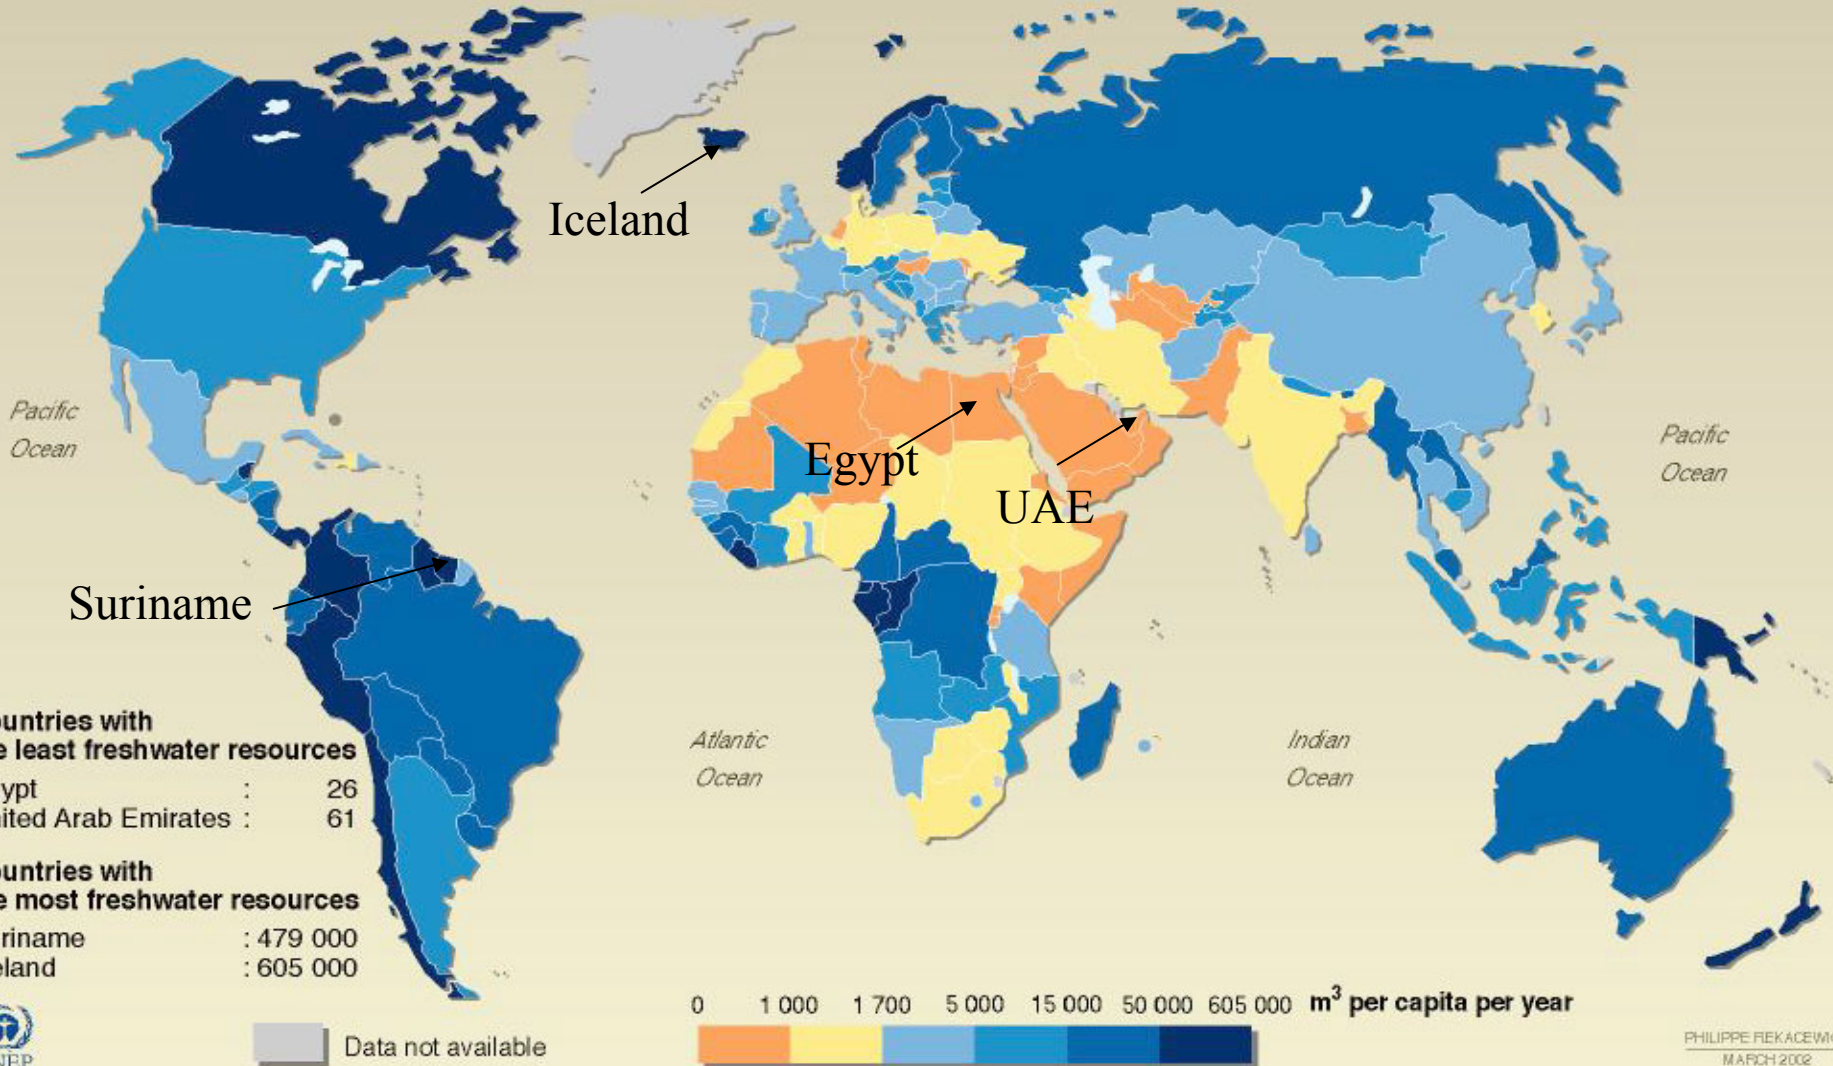 Iceland
Egypt
UAE
Suriname
Pacific
Ocean
Pacific
Ocean
Atlantic
Ocean
Indian
Ocean
ountries with
e least freshwater resources
ypt : 26
ited Arab Emirates : 61
ountries with
e most freshwater resources
riname : 479 000
eland : 605 000
0 1 000 1 700 5 000 15 000 50 000 605 000 m³ per capita per year
Data not available
PHILIPPE REKACEWI
MARCH 2002